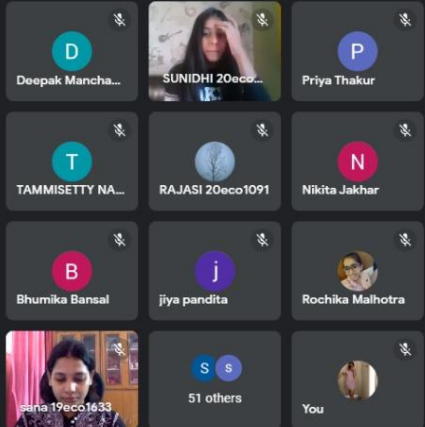 D
Deepak Mancha...
SUNIDHI 20eco...
P
Priya Thakur
T
TAMMISETTY NA...
RAJASI 20eco1091
N
Nikita Jakhar
B
Bhumika Bansal
j
jiya pandita
Rochika Malhotra
sana 19eco1633
S s
51 others
You